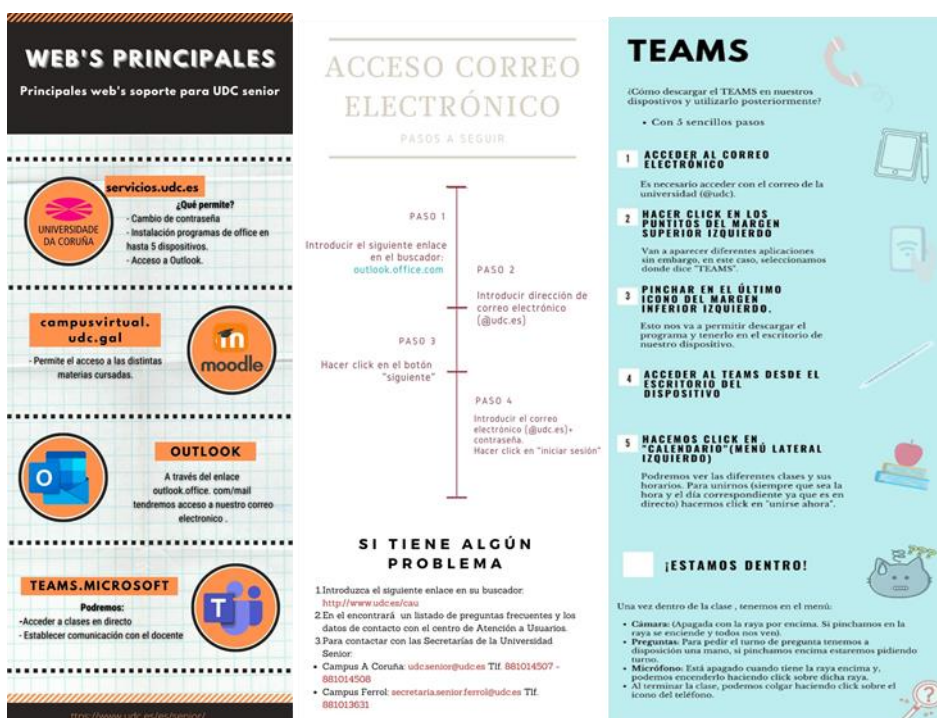 WEB'S PRINCIPALES
Principales web's soporte para UDC senior
servicios.udc.es
UNIVERSIDADE
DA CORUÑA
¿Qué permite?
- Cambio de contraseña
- Instalación programas de office en
hasta 5 dispositivos.
- Acceso a Outlook.
campusvirtual.
udc.gal
- Permite el acceso a las distintas
materias cursadas.
moodle
OUTLOOK
A través del enlace
outlook.office. com/mail
tendremos acceso a nuestro correo
electronico .
TEAMS.MICROSOFT
Podremos:
-Acceder a clases en directo
- Establecer comunicación con el docente
ACCESO CORREO
ELECTRÓNICO
PASOS A SEGUIR
PASO 1
Introducir el siguiente enlace
en el buscador:
outlook.office.com
PASO 2
Introducir dirección de
correo electrónico
(@udc.es)
PASO 3
Hacer click en el botón
"siguiente"
PASO 4
Introducir el correo
electrónico (@udc.es)+
contraseña.
Hacer click en "iniciar sesión"
SI TIENE ALGÚN
PROBLEMA
1.Introduzca el siguiente enlace en su buscador:
http://www.udc.es/cau
2.En el encontrará un listado de preguntas frecuentes y los
datos de contacto con el centro de Atención a Usuarios.
3.Para contactar con las Secretarías de la Universidad
Senior:
• Campus A Coruña: udcsenior@udc.es Tlf. 881014507 -
881014508
• Campus Ferrol: secretaria.senior.ferrol@udc.es Tlf.
881013631
TEAMS
¿Cómo descargar el TEAMS en nuestros
dispostivos y utilizarlo posteriormente?
• Con 5 sencillos pasos
1 ACCEDER AL CORREO
ELECTRÓNICO
Es necesario acceder con el correo de la
universidad (@udc).
2 HACER CLICK EN LOS
PUNTITOS DEL MARGEN
SUPERIOR IZQUIERDO
Van a aparecer diferentes aplicaciones
sin embargo, en este caso, seleccionamos
donde dice "TEAMS".
3 PINCHAR EN EL ÚLTIMO
ICONO DEL MARGEN
INFERIOR IZQUIERDO.
Esto nos va a permitir descargar el
programa y tenerlo en el escritorio de
nuestro dispositivo.
4 ACCEDER AL TEAMS DESDE EL
ESCRITORIO DEL
DISPOSITIVO
5 HACEMOS CLICK EN
"CALENDARIO"(MENÚ LATERAL
IZQUIERDO)
Podremos ver las diferentes clases y sus
horarios. Para unirnos (siempre que sea la
hora y el día correspondiente ya que es en
directo) hacemos click en "unirse ahora".
¡ESTAMOS DENTRO!
Una vez dentro de la clase , tenemos en el menú:
• Cámara: (Apagada con la raya por encima. Si pinchamos en la
raya se enciende y todos nos ven).
• Preguntas: Para pedir el turno de pregunta tenemos a
disposición una mano, si pinchamos encima estaremos pidiendo
turno.
• Micrófono: Está apagado cuando tiene la raya encima, y
podemos encenderlo haciendo click sobre dicha raya.
• Al terminar la clase, podemos colgar haciendo click sobre el
icono del teléfono.